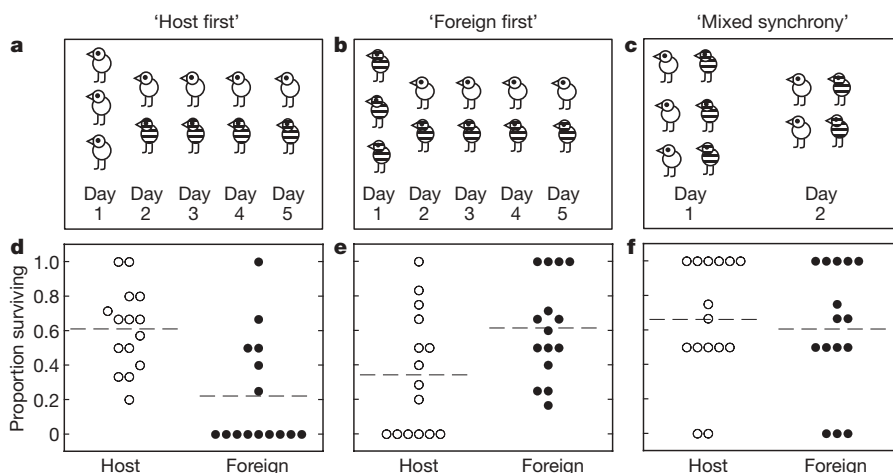 ‘Host first’ ‘Foreign first’ ‘Mixed synchrony’
a b c
Day Day Day Day Day Day Day Day Day Day Day Day
1 2 3 4 5 1 2 3 4 5 1 2
d e f
1.0
0.8
0.6
0.4
0.2
0
Proportion surviving
Host Foreign Host Foreign Host Foreign